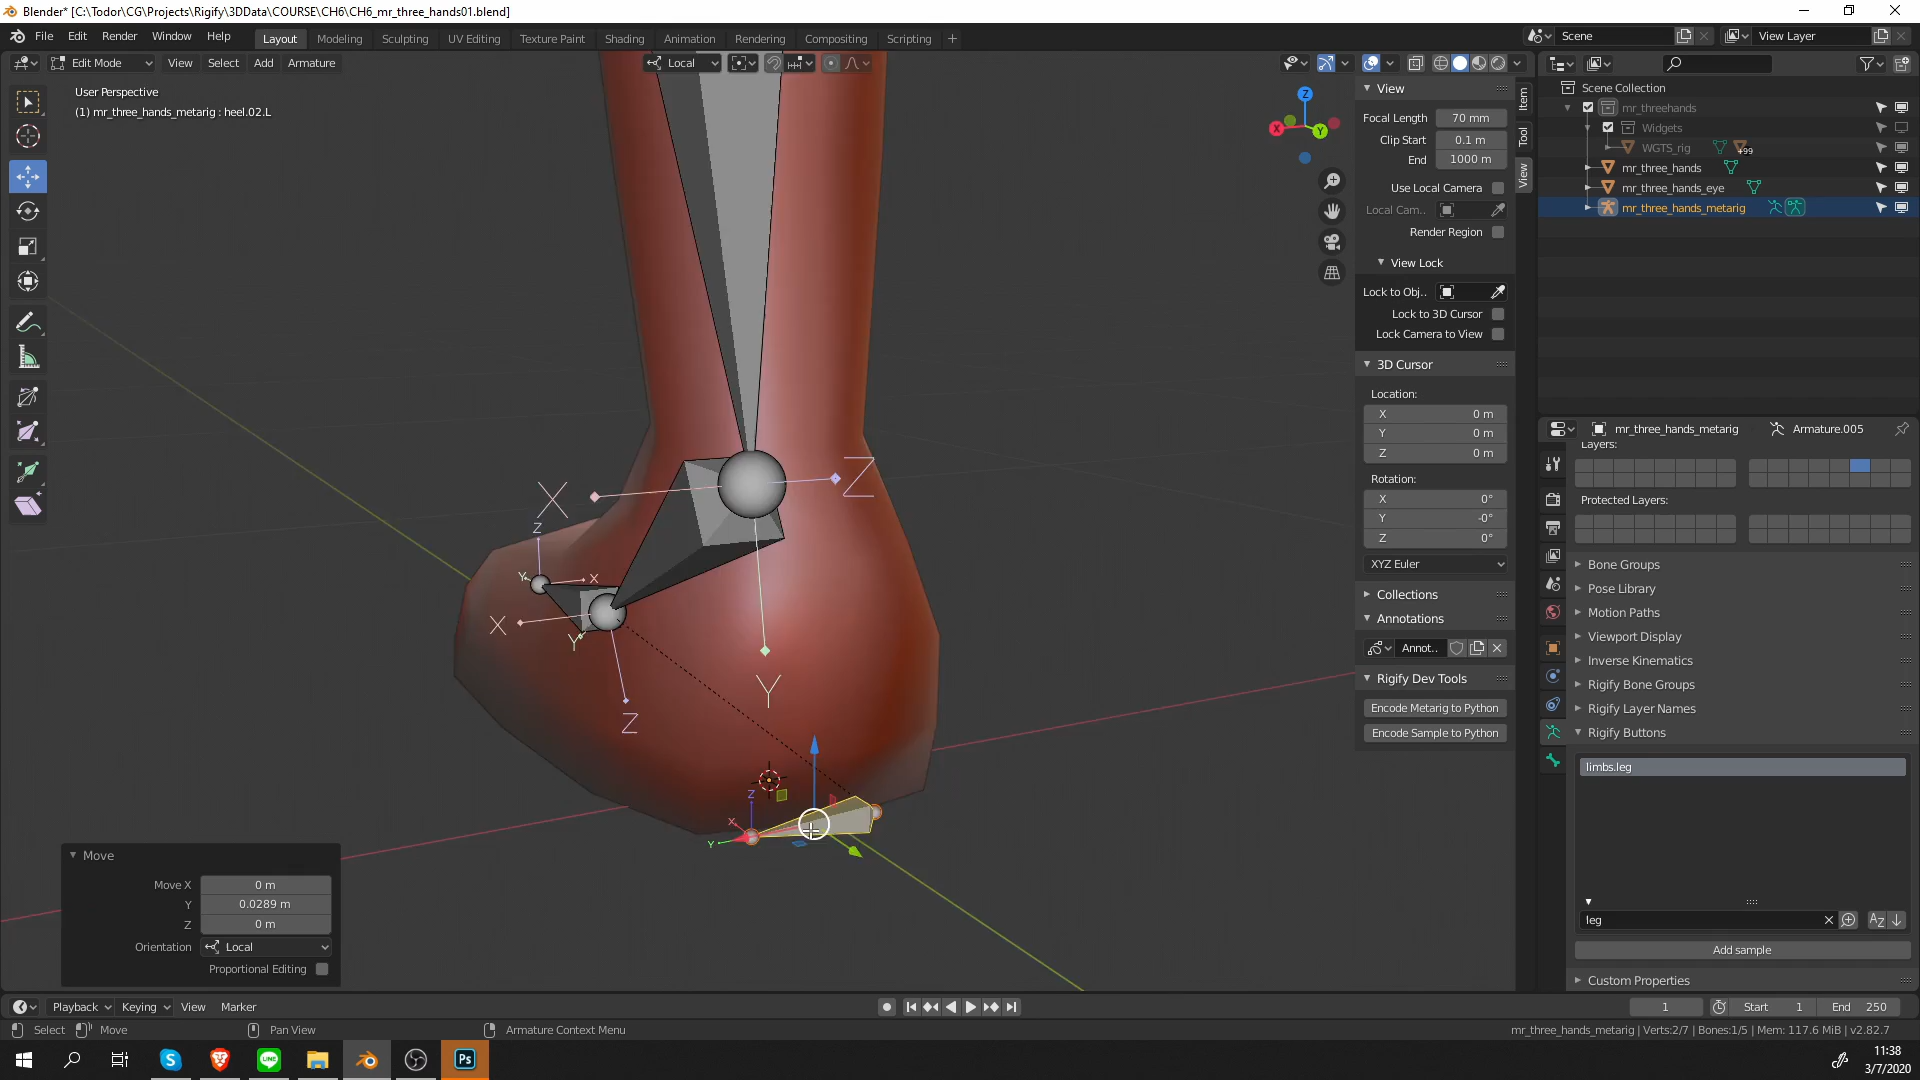 Blender* [C:\Todor\CG\Projects\Rigify\3DData\COURSE\CH6\CH6_mr_three_hands01.blend]
File Edit Render Window Help Layout Modeling Sculpting UV Editing Texture Paint Shading Animation Rendering Compositing Scripting + Scene View Layer
Edit Mode View Select Add Armature Local
User Perspective
(1) mr_three_hands_metarig : heel.02.L
View
Focal Length 70 mm
Clip Start 0.1 m
End 1000 m
Use Local Camera
Local Cam..
Render Region
View Lock
Lock to Obj..
Lock to 3D Cursor
Lock Camera to View
3D Cursor
Location:
X 0 m
Y 0 m
Z 0 m
Rotation:
X 0°
Y -0°
Z 0°
XYZ Euler
Collections
Annotations
Annot..
Rigify Dev Tools
Encode Metarig to Python
Encode Sample to Python
Item
Tool
View
Z
X
Y
X
Z
Z
Y
X
X
Y
Y
Z
Z
X
Y
Scene Collection
mr_threehands
Widgets
WGTS_rig +99
mr_three_hands
mr_three_hands_eye
mr_three_hands_metarig
mr_three_hands_metarig Armature.005
Layers:
Protected Layers:
Bone Groups
Pose Library
Motion Paths
Viewport Display
Inverse Kinematics
Rigify Bone Groups
Rigify Layer Names
Rigify Buttons
limbs.leg
leg
Add sample
Custom Properties
Move
Move X 0 m
Y 0.0289 m
Z 0 m
Orientation Local
Proportional Editing
Playback Keying View Marker 1 Start 1 End 250
Select Move Pan View Armature Context Menu mr_three_hands_metarig | Verts:2/7 | Bones:1/5 | Mem: 117.6 MiB | v2.82.7
11:38
3/7/2020